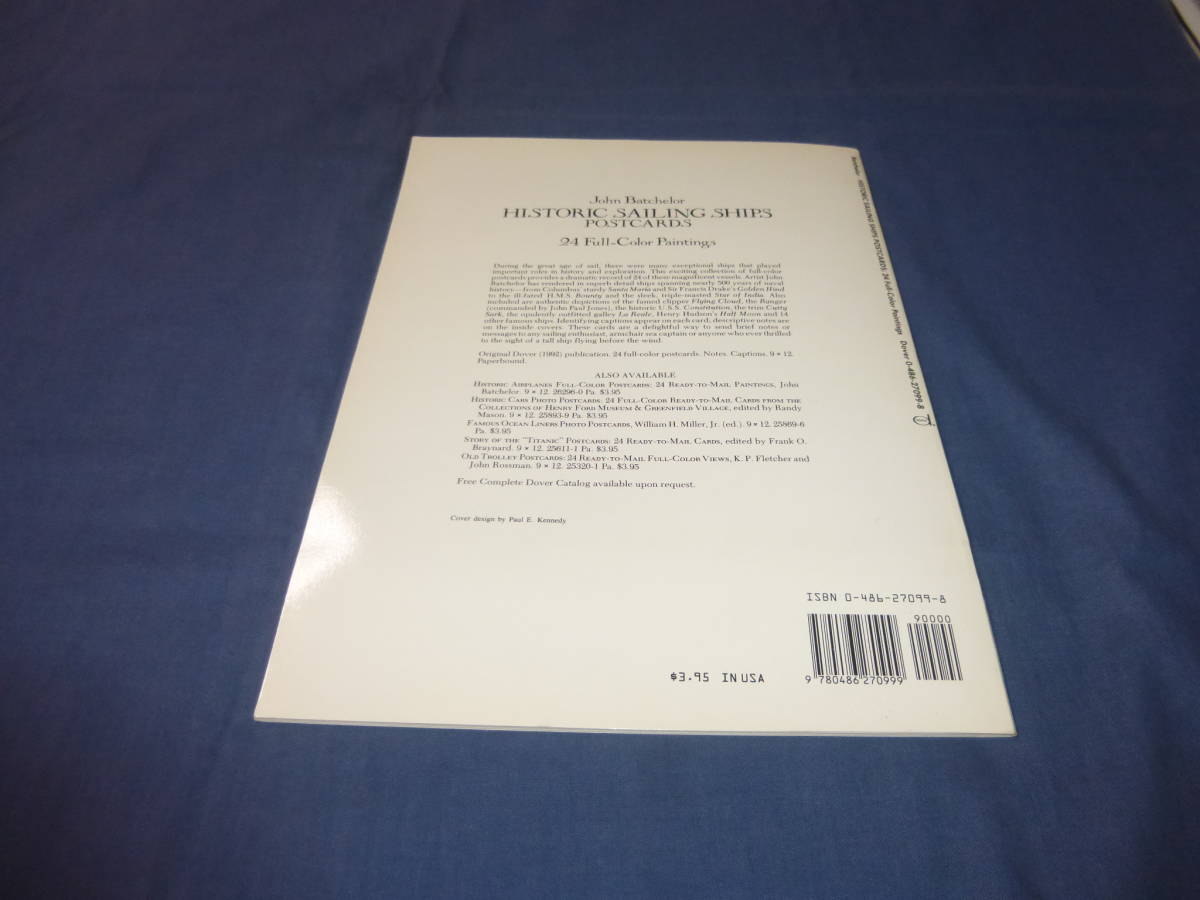 John Batchelor
HISTORIC SAILING SHIPS
POSTCARDS
24 Full-Color Paintings
During the great age of sail, there were many exceptional ships that played
important roles in history and exploration. This exciting collection of full-color
postcards provides a dramatic record of 24 of these magnificent vessels. Artist John
Batchelor has rendered in superb detail ships spanning nearly 500 years of naval
history—from Columbus' sturdy Santa Maria and Sir Francis Drake's Golden Hind
to the ill-fated H.M.S. Bounty and the sleek, triple-masted Star of India. Also
included are authentic depictions of the famed clipper Flying Cloud, the Ranger
(commanded by John Paul Jones), the historic U.S.S. Constitution, the trim Cutty
Sark, the opulently outfitted galley La Reale, Henry Hudson's Half Moon and 14
other famous ships. Identifying captions appear on each card; descriptive notes are
on the inside covers. These cards are a delightful way to send brief notes or
messages to any sailing enthusiast, armchair sea captain or anyone who ever thrilled
to the sight of a tall ship flying before the wind.
Original Dover (1992) publication. 24 full-color postcards. Notes. Captions. 9 × 12.
Paperbound.
ALSO AVAILABLE
HISTORIC AIRPLANES FULL-COLOR POSTCARDS: 24 READY-TO-MAIL PAINTINGS, John
Batchelor. 9 × 12. 26296-0 Pa. $3.95
HISTORIC CARS PHOTO POSTCARDS: 24 FULL-COLOR READY-TO-MAIL CARDS FROM THE
COLLECTIONS OF HENRY FORD MUSEUM & GREENFIELD VILLAGE, edited by Randy
Mason. 9 × 12. 25893-9 Pa. $3.95
FAMOUS OCEAN LINERS PHOTO POSTCARDS, William H. Miller, Jr. (ed.). 9 × 12. 25869-6
Pa. $3.95
STORY OF THE "TITANIC" POSTCARDS: 24 READY-TO-MAIL CARDS, edited by Frank O.
Braynard. 9 × 12. 25611-1 Pa. $3.95
OLD TROLLEY POSTCARDS: 24 READY-TO-MAIL FULL-COLOR VIEWS, K. P. Fletcher and
John Rossman. 9 × 12. 25320-1 Pa. $3.95
Free Complete Dover Catalog available upon request.
Cover design by Paul E. Kennedy
ISBN 0-486-27099-8
90000
9 780486 270999
$3.95 IN USA
Batchelor HISTORIC SAILING SHIPS POSTCARDS: 24 Full-Color Paintings Dover 0-486-27099-8